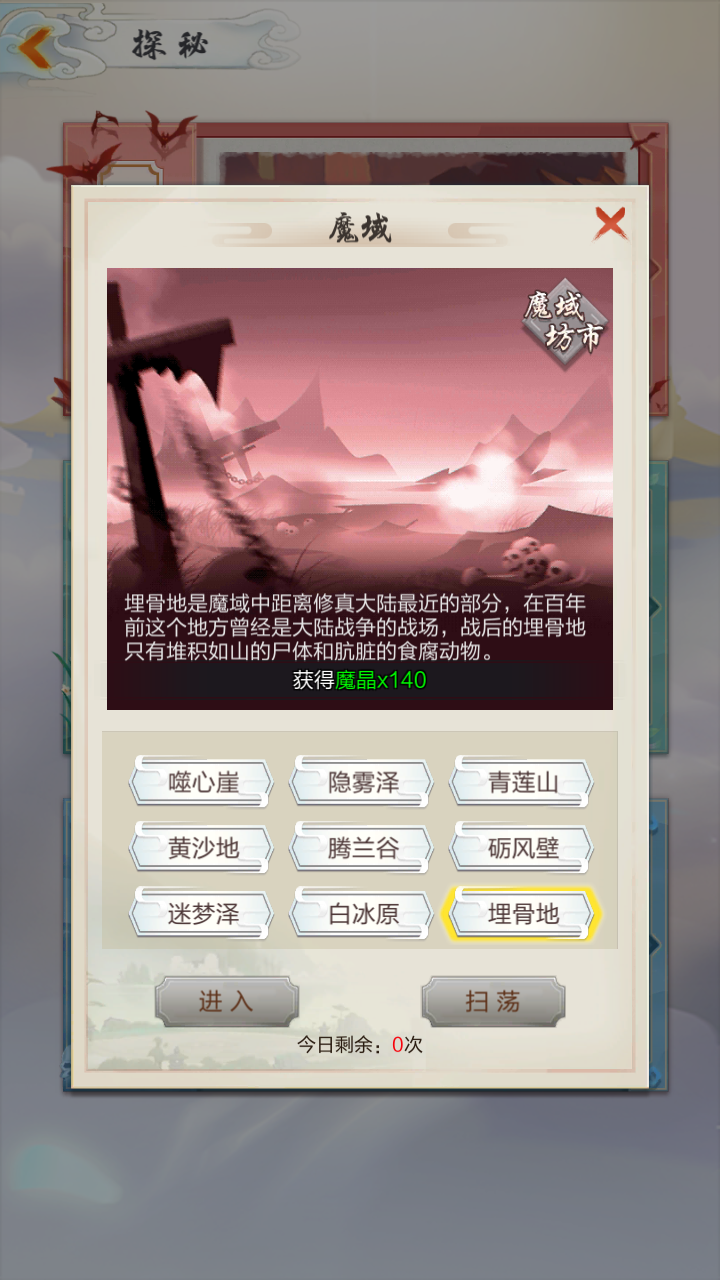 探秘
魔域
魔域
坊市
埋骨地是魔域中距离修真大陆最近的部分，在百年
前这个地方曾经是大陆战争的战场，战后的埋骨地
只有堆积如山的尸体和肮脏的食腐动物。
获得魔晶x140
噬心崖 隐雾泽 青莲山
黄沙地 腾兰谷 砺风壁
迷梦泽 白冰原 埋骨地
进入 扫荡
今日剩余：0次